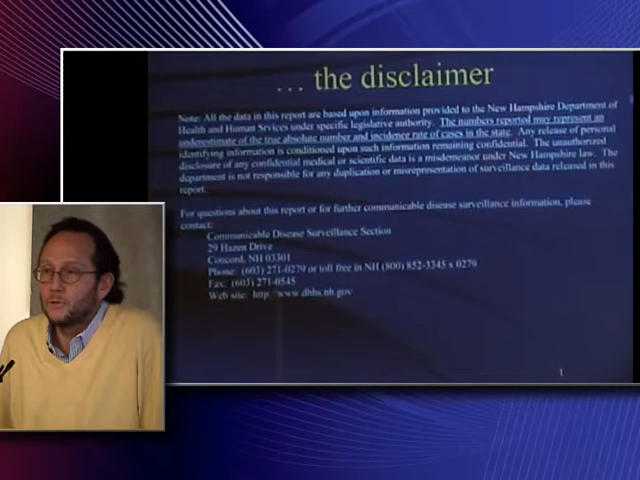 ... the disclaimer
Note: All the data in this report are based upon information provided to the New Hampshire Department of
Health and Human Srvices under specific legislative authority. The numbers reported may represent an
underestimate of the true absolute number and incidence rate of cases in the state. Any release of personal
identifying information is conditioned upon such information remaining confidential. The unauthorized
disclosure of any confidential medical or scientific data is a misdemeanor under New Hampshire law. The
department is not responsible for any duplication or misrepresentation of surveillance data released in this
report.
For questions about this report or for further communicable disease surveillance information, please
contact:
Communicable Disease Surveillance Section
29 Hazen Drive
Concord, NH 03301
Phone: (603) 271-0279 or toll free in NH (800) 852-3345 x 0279
Fax: (603) 271-0545
Web site: http://www.dhhs.nh.gov
1